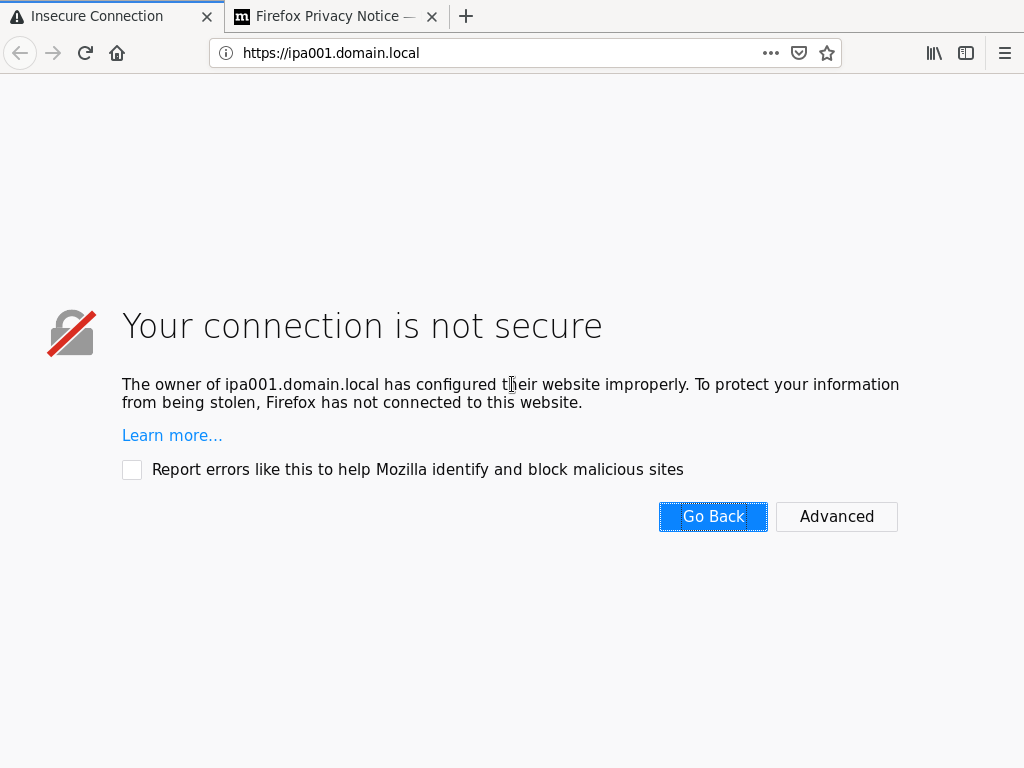 Insecure Connection
Firefox Privacy Notice —
https://ipa001.domain.local
Your connection is not secure
The owner of ipa001.domain.local has configured their website improperly. To protect your information
from being stolen, Firefox has not connected to this website.
Learn more...
Report errors like this to help Mozilla identify and block malicious sites
Go Back
Advanced